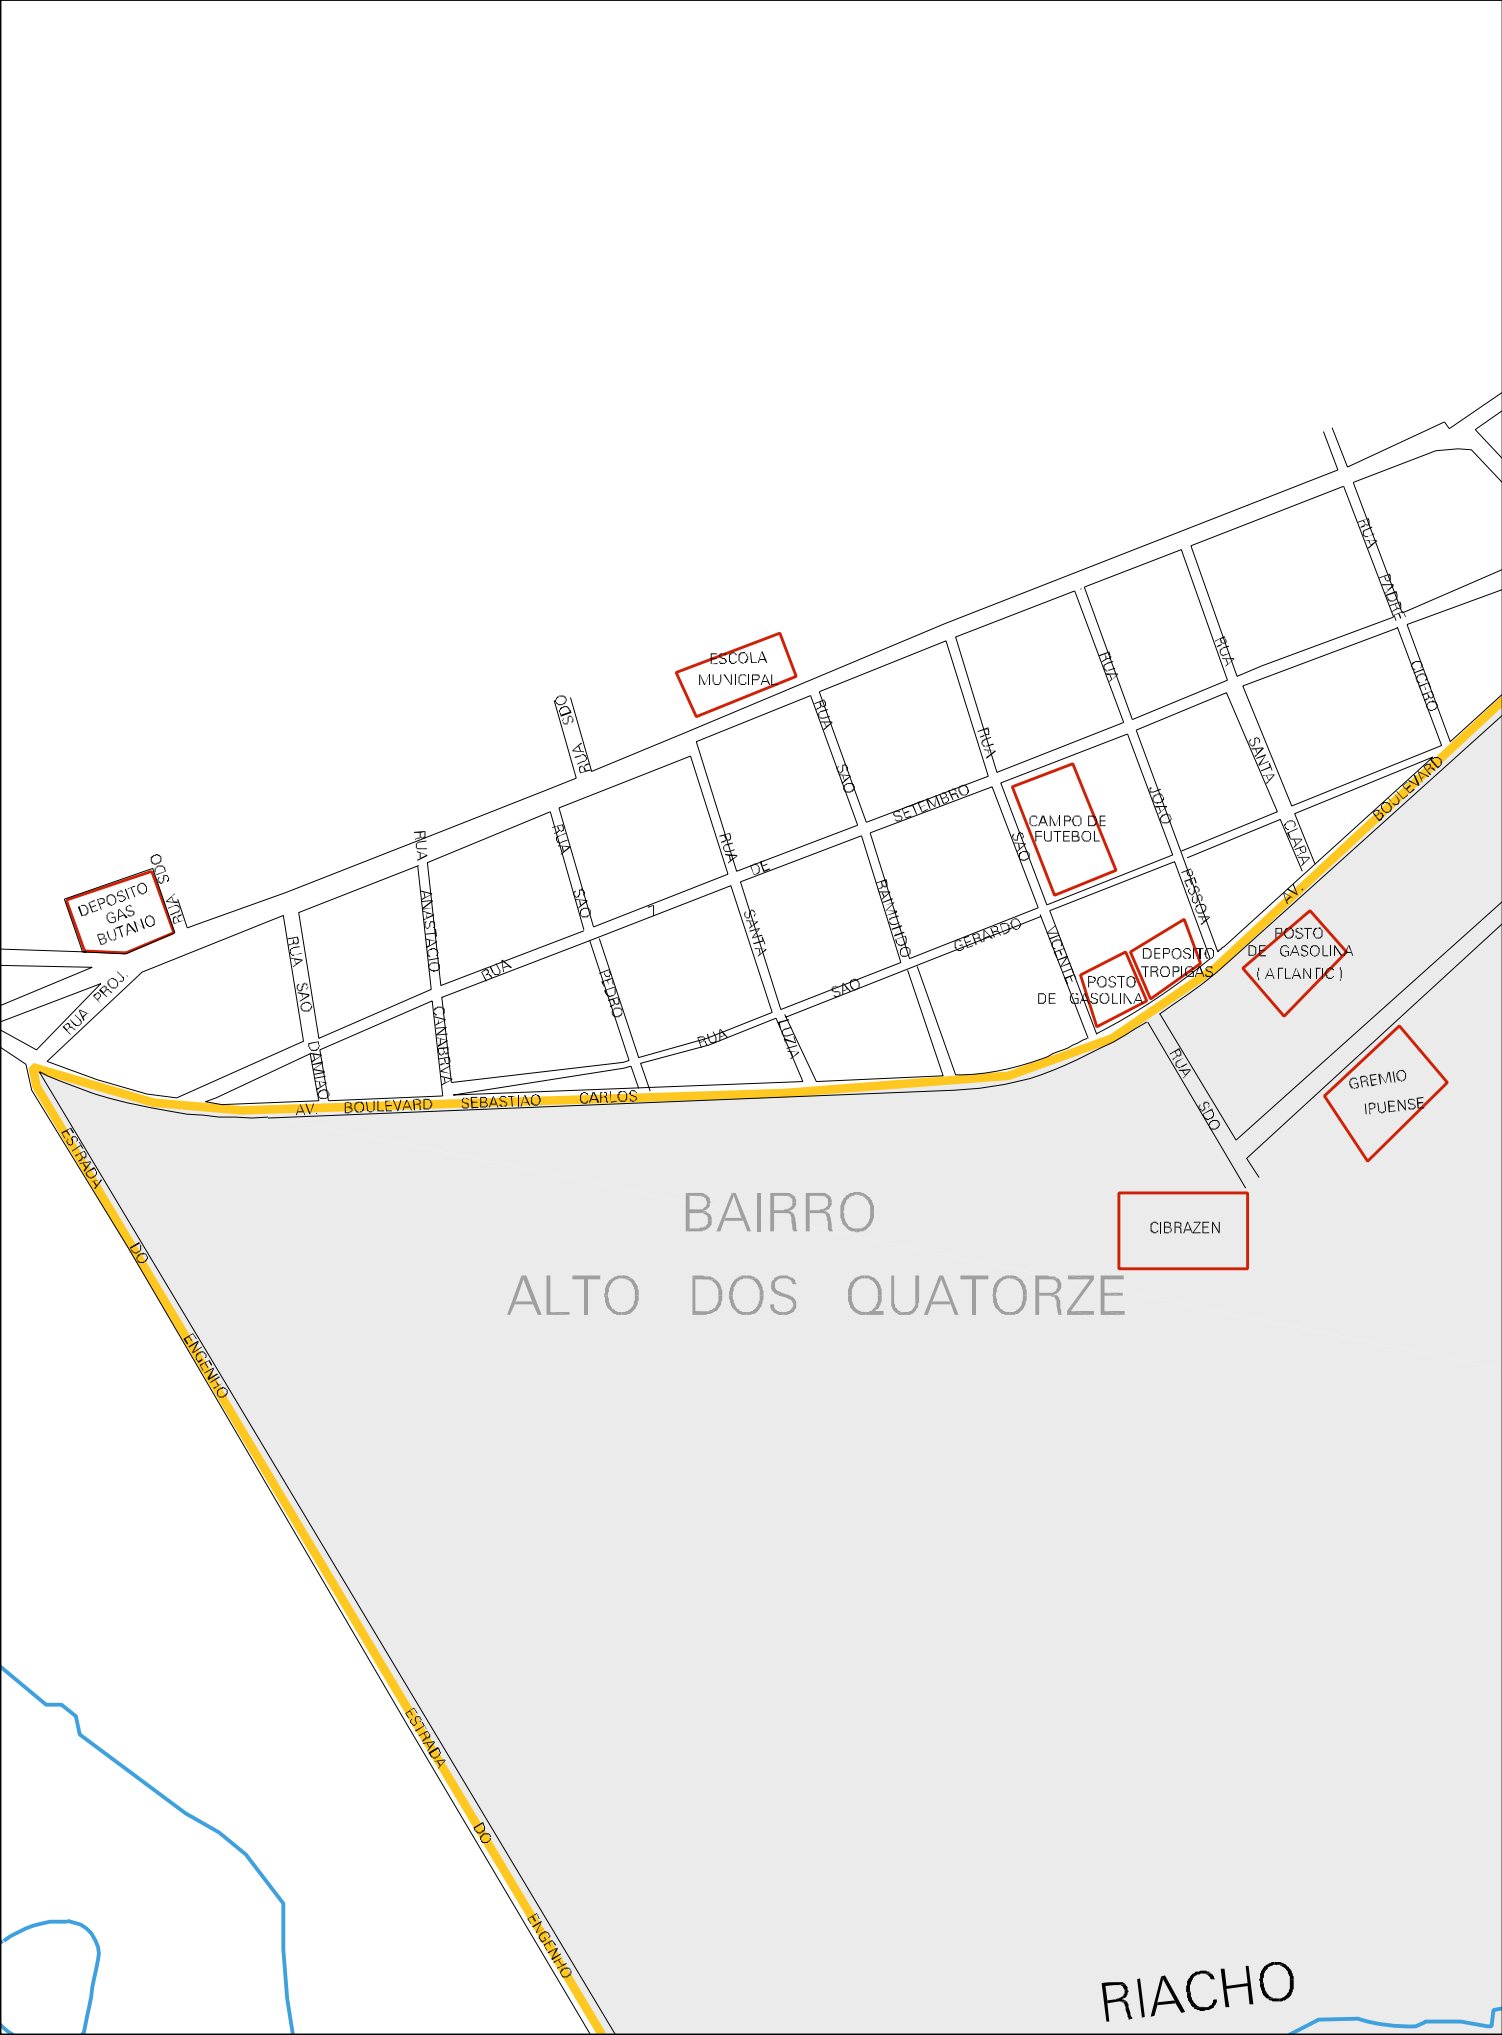 RUA
PADRE
CICERO
ESCOLA
MUNICIPAL
RUA
SANTA
CLARA
RUA
JOAO
PESSOA
RUA SDO
RUA
SAO
VICENTE
RUA
SAO
RAIMUNDO
BOULEVARD
AV.
CAMPO DE
FUTEBOL
RUA 7 DE SETEMBRO
RUA
ANASTACIO
CANABRVA
RUA
SAO
PEDRO
RUA
SANTA
LUZIA
RUA SDO
DEPOSITO
GAS
BUTANO
RUA SAO GERARDO
POSTO
DE GASOLINA
( ATLANTIC )
DEPOSITO
TROPIGAS
POSTO
DE GASOLINA
RUA PROJ.
RUA
SAO
DAMIAO
RUA
SDO
GREMIO
IPUENSE
AV. BOULEVARD SEBASTIAO CARLOS
ESTRADA
DO
ENGENHO
BAIRRO
CIBRAZEN
ALTO DOS QUATORZE
ESTRADA
DO
ENGENHO
RIACHO